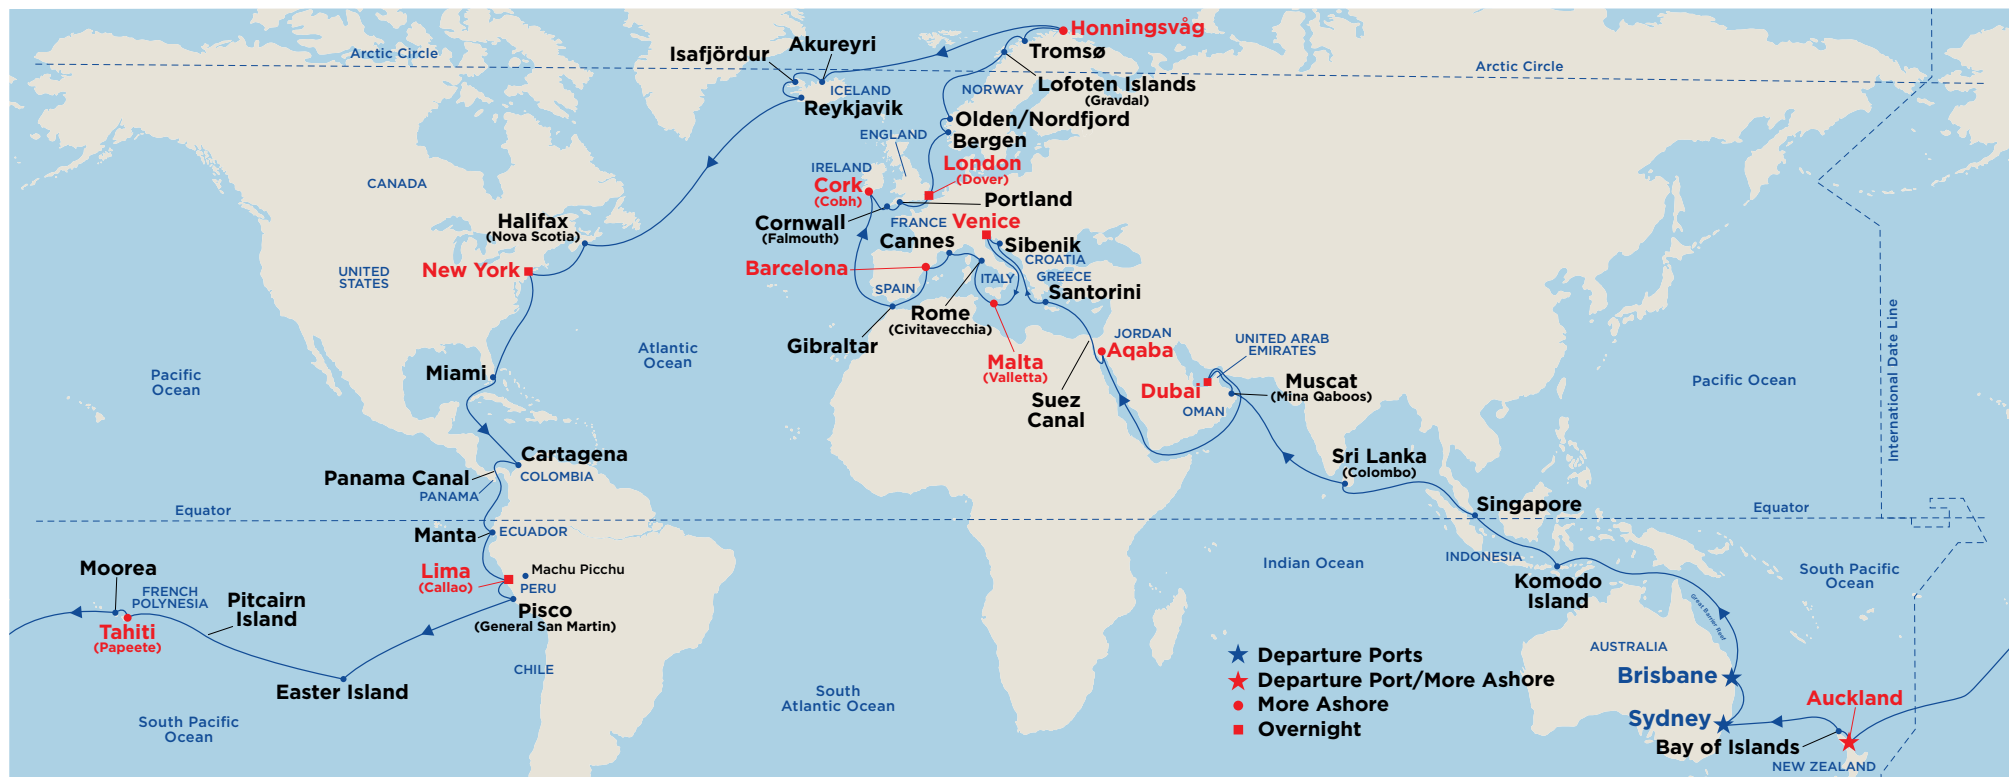 Honningsvåg
Akureyri
Tromsø
Isafjördur
Arctic Circle
Arctic Circle
Lofoten Islands
(Gravdal)
ICELAND
NORWAY
Reykjavik
Olden/Nordfjord
ENGLAND
Bergen
London
(Dover)
IRELAND
Cork
(Cobh)
CANADA
Portland
Halifax
(Nova Scotia)
Cornwall
(Falmouth)
FRANCE
Venice
Cannes
Sibenik
CROATIA
New York
UNITED
STATES
Barcelona
ITALY
GREECE
SPAIN
Santorini
Rome
(Civitavecchia)
Gibraltar
JORDAN
Aqaba
UNITED ARAB
EMIRATES
Atlantic
Ocean
Malta
(Valletta)
Miami
Pacific
Ocean
Dubai
Muscat
(Mina Qaboos)
OMAN
Pacific Ocean
International Date Line
Suez
Canal
Cartagena
COLOMBIA
Panama Canal
PANAMA
Sri Lanka
(Colombo)
Singapore
Equator
Equator
Manta
ECUADOR
INDONESIA
Indian Ocean
Komodo
Island
South Pacific
Ocean
Moorea
FRENCH
POLYNESIA
Lima
(Callao)
Machu Picchu
PERU
Pitcairn
Island
Pisco
(General San Martin)
Tahiti
(Papeete)
Great Barrier Reef
CHILE
Easter Island
South Pacific
Ocean
South
Atlantic Ocean
Departure Ports
Departure Port/More Ashore
More Ashore
Overnight
AUSTRALIA
Brisbane
Sydney
Auckland
Bay of Islands
NEW ZEALAND